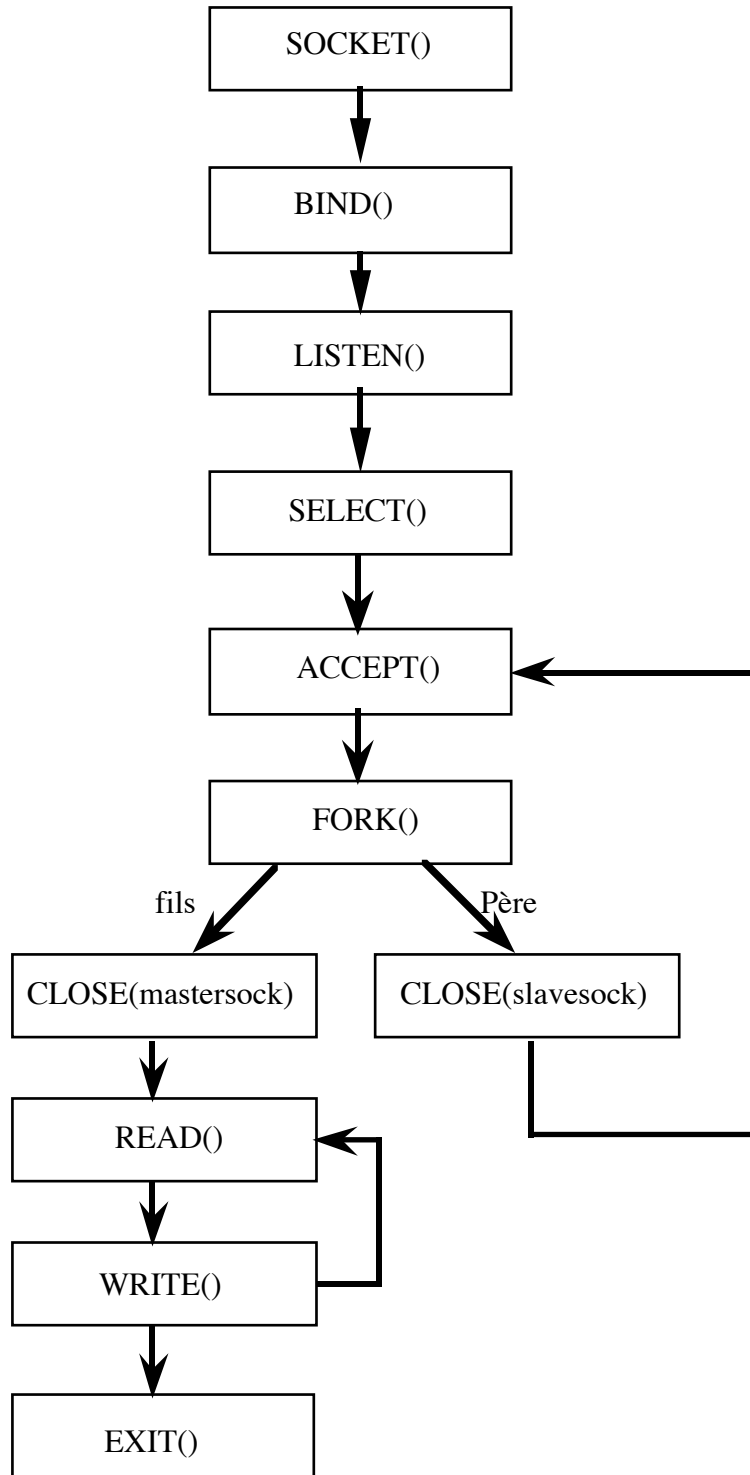 SOCKET()
BIND()
LISTEN()
SELECT()
ACCEPT()
FORK()
fils
Père
CLOSE(mastersock)
CLOSE(slavesock)
READ()
WRITE()
EXIT()